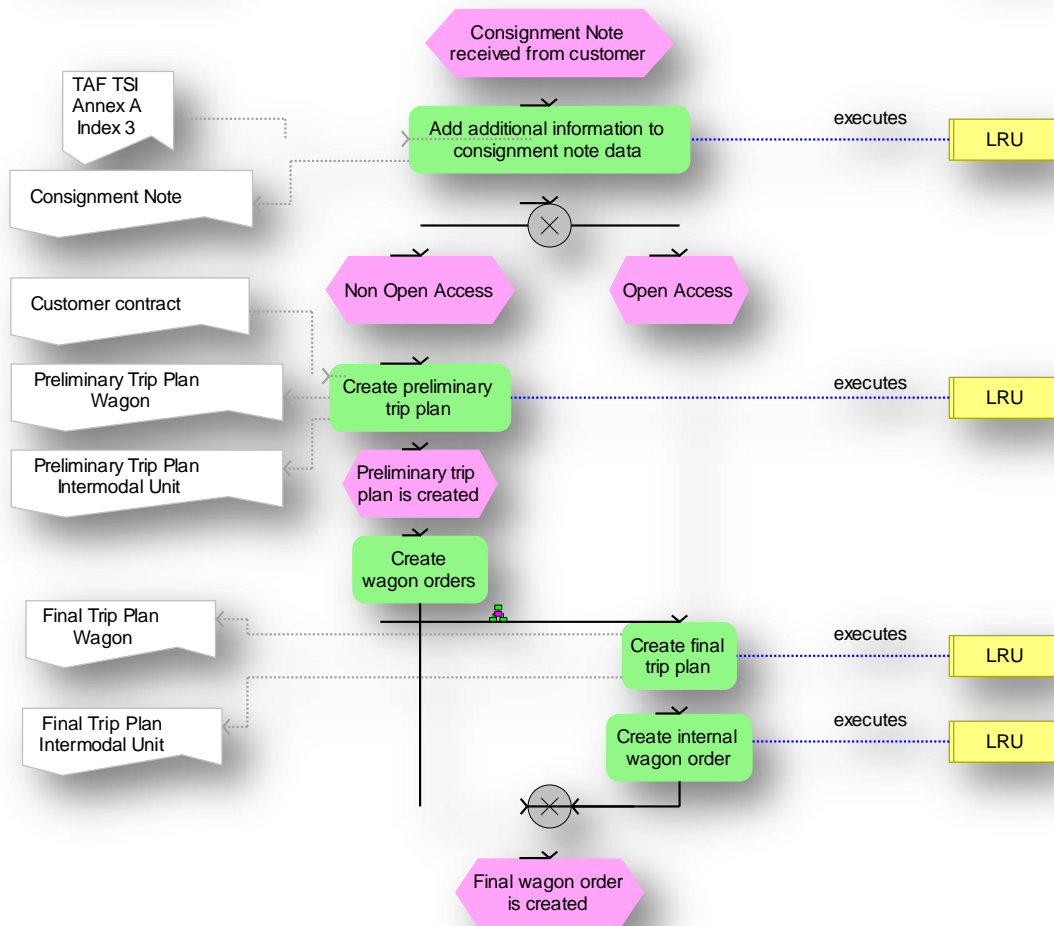 Consignment Note
received from customer
TAF TSI
Annex A
Index 3
Add additional information to
consignment note data
executes
LRU
Consignment Note
Non Open Access
Open Access
Customer contract
Preliminary Trip Plan
Wagon
Create preliminary
trip plan
executes
LRU
Preliminary Trip Plan
Intermodal Unit
Preliminary trip
plan is created
Create
wagon orders
Final Trip Plan
Wagon
Create final
trip plan
executes
LRU
Final Trip Plan
Intermodal Unit
Create internal
wagon order
executes
LRU
Final wagon order
is created